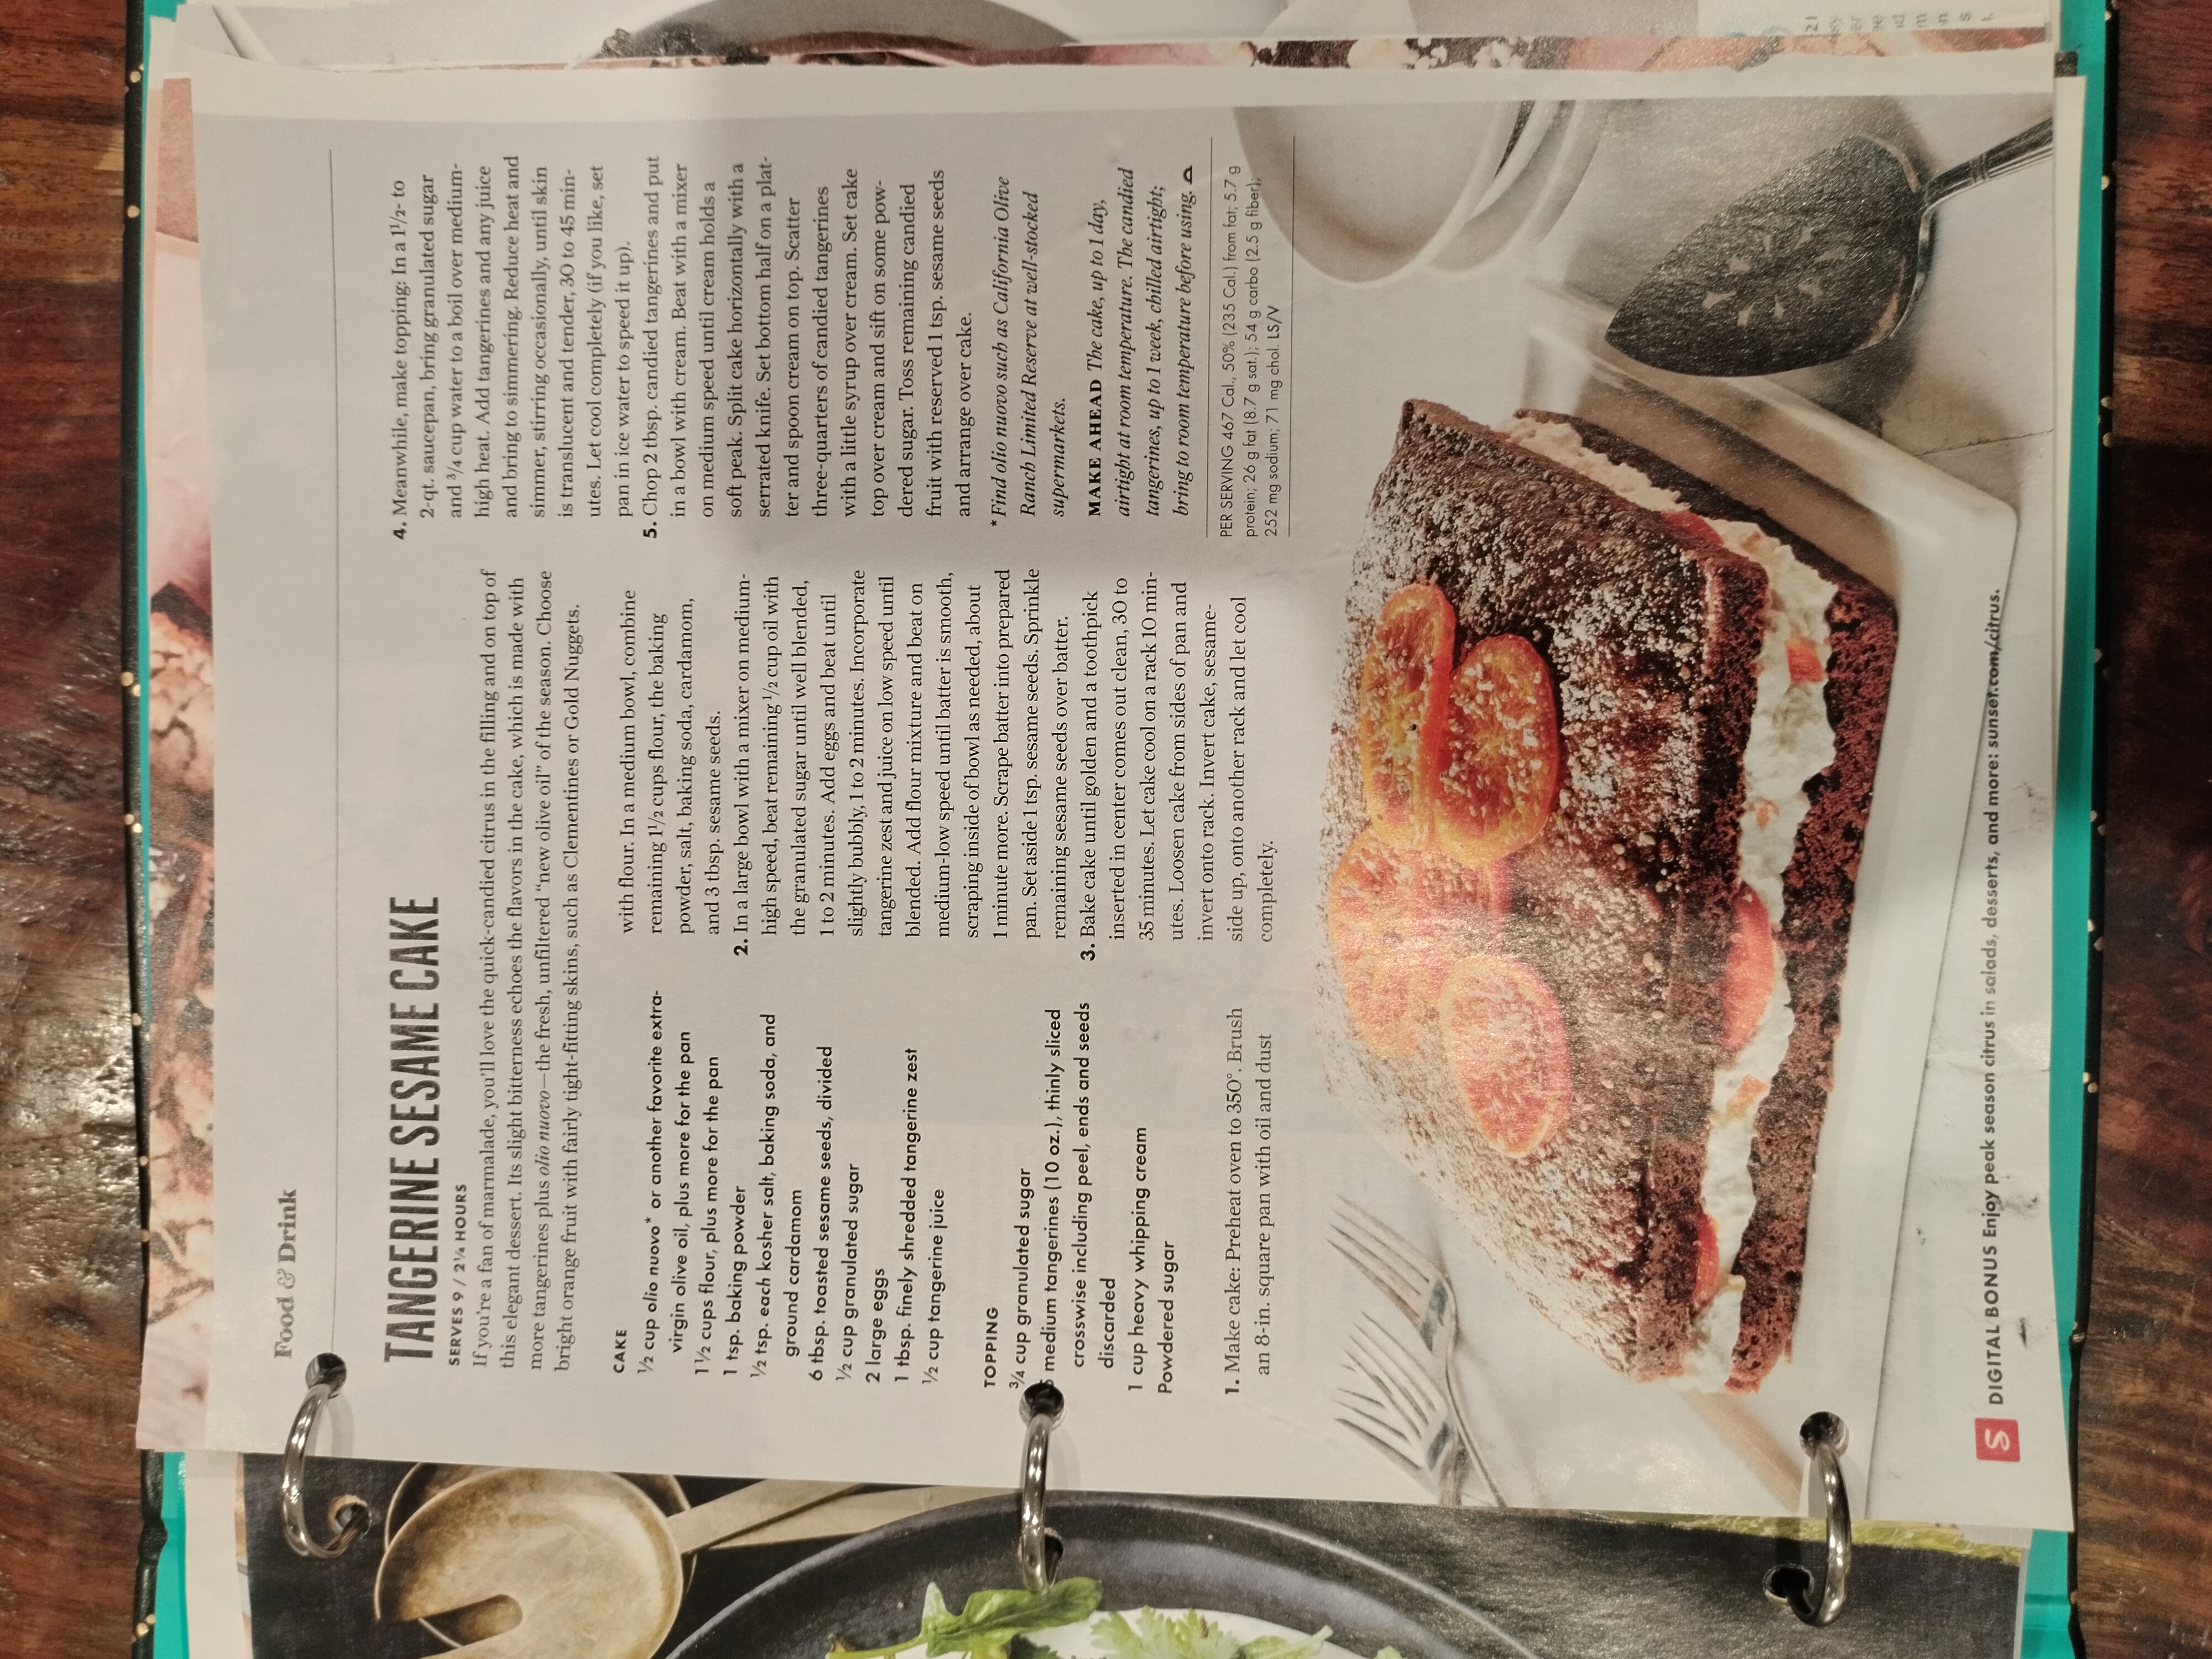 Food & Drink
TANGERINE SESAME CAKE
SERVES 9 / 2¼ HOURS
If you're a fan of marmalade, you'll love the quick-candied citrus in the filling and on top of
this elegant dessert. Its slight bitterness echoes the flavors in the cake, which is made with
more tangerines plus olio nuovo—the fresh, unfiltered “new olive oil” of the season. Choose
bright orange fruit with fairly tight-fitting skins, such as Clementines or Gold Nuggets.
CAKE
½ cup olio nuovo* or another favorite extra-
virgin olive oil, plus more for the pan
1½ cups flour, plus more for the pan
1 tsp. baking powder
½ tsp. each kosher salt, baking soda, and
ground cardamom
6 tbsp. toasted sesame seeds, divided
½ cup granulated sugar
2 large eggs
1 tbsp. finely shredded tangerine zest
½ cup tangerine juice
TOPPING
¾ cup granulated sugar
medium tangerines (10 oz.), thinly sliced
crosswise including peel, ends and seeds
discarded
1 cup heavy whipping cream
Powdered sugar
1. Make cake: Preheat oven to 350°. Brush
an 8-in. square pan with oil and dust
with flour. In a medium bowl, combine
remaining 1½ cups flour, the baking
powder, salt, baking soda, cardamom,
and 3 tbsp. sesame seeds.
2. In a large bowl with a mixer on medium-
high speed, beat remaining ½ cup oil with
the granulated sugar until well blended,
1 to 2 minutes. Add eggs and beat until
slightly bubbly, 1 to 2 minutes. Incorporate
tangerine zest and juice on low speed until
blended. Add flour mixture and beat on
medium-low speed until batter is smooth,
scraping inside of bowl as needed, about
1 minute more. Scrape batter into prepared
pan. Set aside 1 tsp. sesame seeds. Sprinkle
remaining sesame seeds over batter.
3. Bake cake until golden and a toothpick
inserted in center comes out clean, 30 to
35 minutes. Let cake cool on a rack 10 min-
utes. Loosen cake from sides of pan and
invert onto rack. Invert cake, sesame-
side up, onto another rack and let cool
completely.
4. Meanwhile, make topping: In a 1½- to
2-qt. saucepan, bring granulated sugar
and ¾ cup water to a boil over medium-
high heat. Add tangerines and any juice
and bring to simmering. Reduce heat and
simmer, stirring occasionally, until skin
is translucent and tender, 30 to 45 min-
utes. Let cool completely (if you like, set
pan in ice water to speed it up).
5. Chop 2 tbsp. candied tangerines and put
in a bowl with cream. Beat with a mixer
on medium speed until cream holds a
soft peak. Split cake horizontally with a
serrated knife. Set bottom half on a plat-
ter and spoon cream on top. Scatter
three-quarters of candied tangerines
with a little syrup over cream. Set cake
top over cream and sift on some pow-
dered sugar. Toss remaining candied
fruit with reserved 1 tsp. sesame seeds
and arrange over cake.
*Find olio nuovo such as California Olive
Ranch Limited Reserve at well-stocked
supermarkets.
MAKE AHEAD The cake, up to 1 day,
airtight at room temperature. The candied
tangerines, up to 1 week, chilled airtight;
bring to room temperature before using.
PER SERVING 467 Cal., 50% (235 Cal.) from fat; 5.7 g
protein; 26 g fat (8.7 g sat.); 54 g carbo (2.5 g fiber);
252 mg sodium; 71 mg chol. LS/V
S DIGITAL BONUS Enjoy peak season citrus in salads, desserts, and more: sunset.com/citrus.